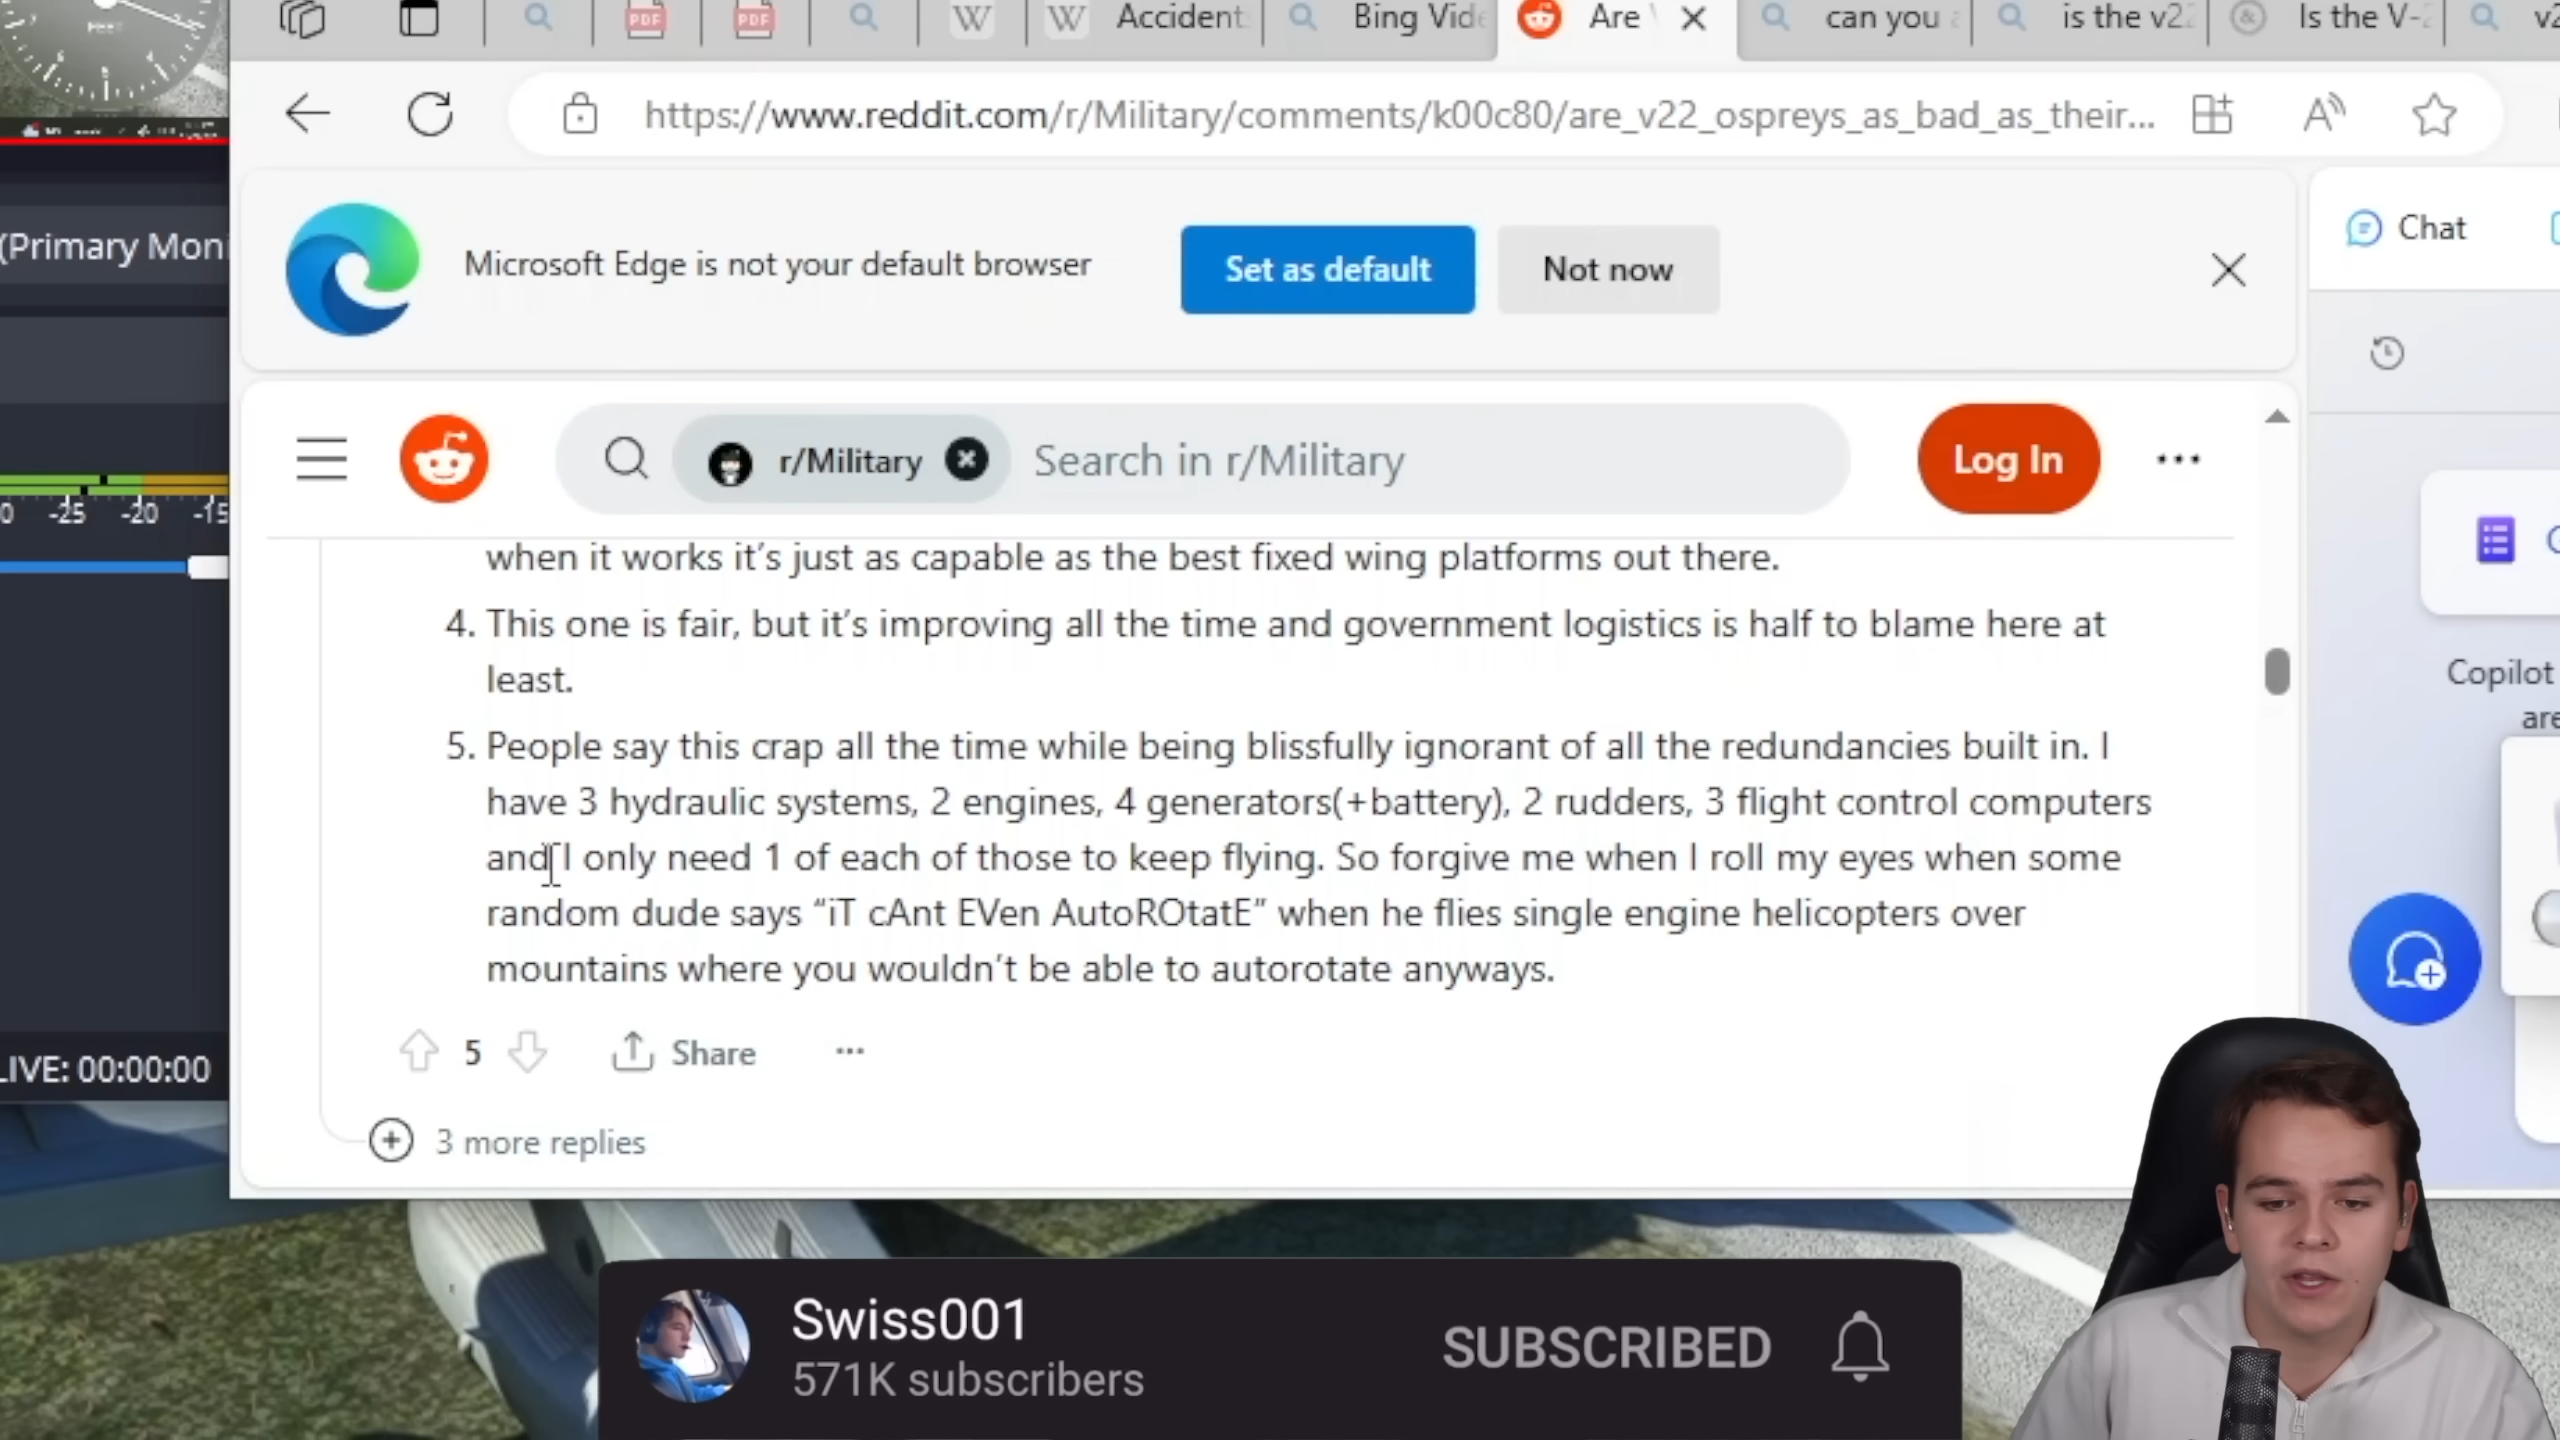 FEET
PDF
PDF
W
W
Accident
Bing Vid
Are
can you
is the v2
Is the V-
https://www.reddit.com/r/Military/comments/k00c80/are_v22_ospreys_as_bad_as_their...
(Primary Moni
Microsoft Edge is not your default browser
Set as default
Not now
Chat
r/Military
Search in r/Military
Log In
-25 -20 -15
when it works it’s just as capable as the best fixed wing platforms out there.
4. This one is fair, but it’s improving all the time and government logistics is half to blame here at
least.
Copilot
are
5. People say this crap all the time while being blissfully ignorant of all the redundancies built in. I
have 3 hydraulic systems, 2 engines, 4 generators(+battery), 2 rudders, 3 flight control computers
and I only need 1 of each of those to keep flying. So forgive me when I roll my eyes when some
random dude says “iT cAnt EVen AutoROtatE” when he flies single engine helicopters over
mountains where you wouldn’t be able to autorotate anyways.
5
Share
LIVE: 00:00:00
3 more replies
Swiss001
571K subscribers
SUBSCRIBED